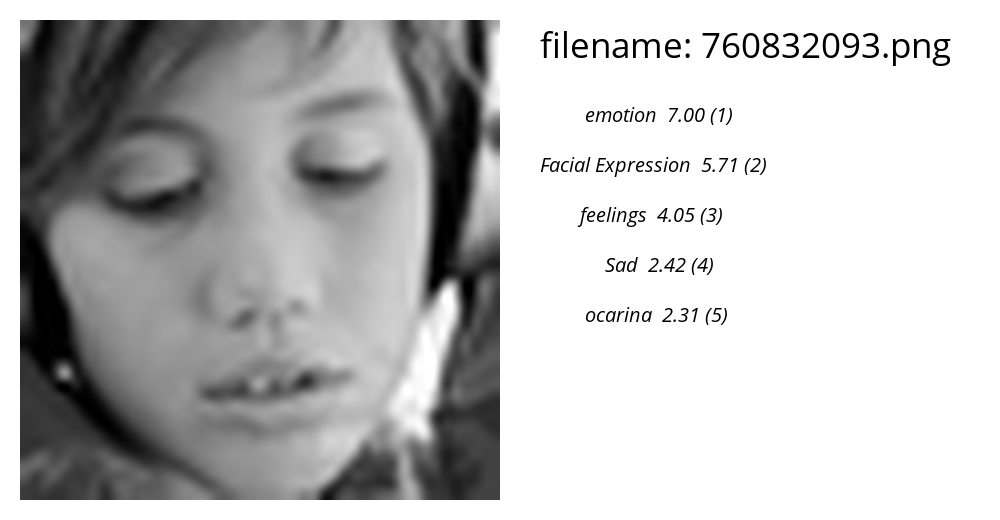 filename: 760832093.png
emotion 7.00 (1)
Facial Expression 5.71 (2)
feelings 4.05 (3)
Sad 2.42 (4)
ocarina 2.31 (5)